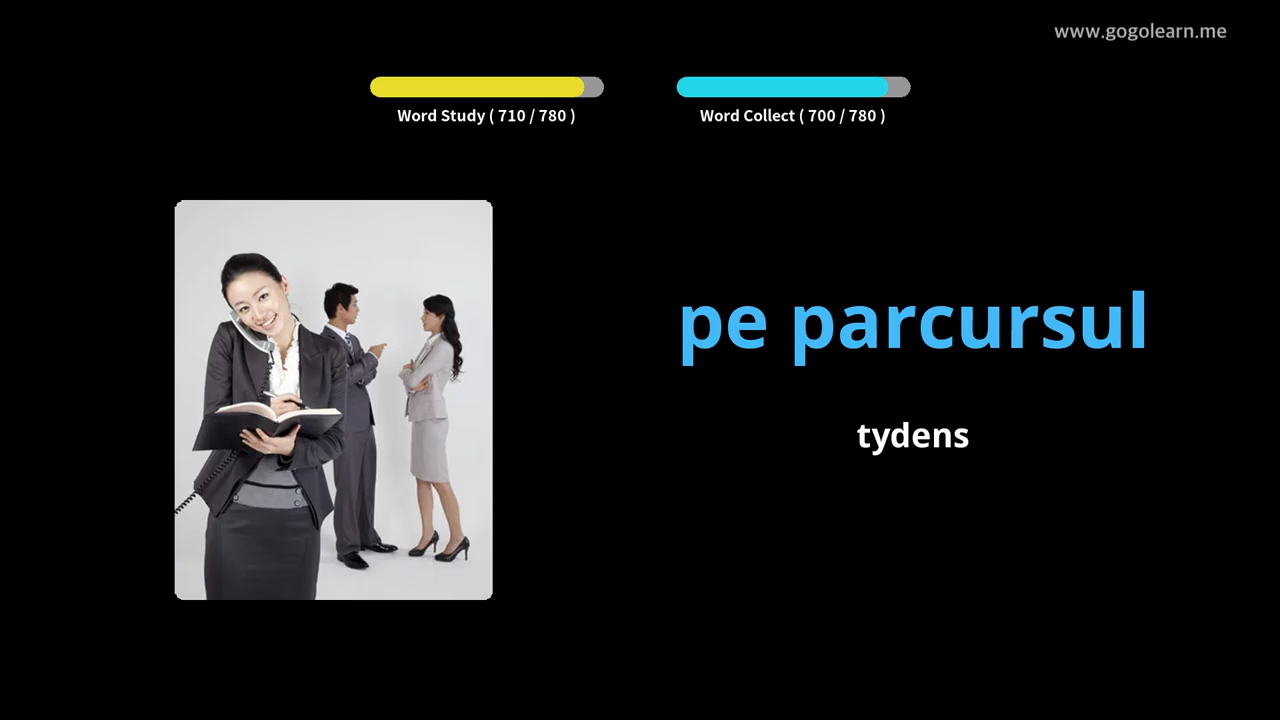 www.gogolearn.me
Word Study ( 710 / 780 )
Word Collect ( 700 / 780 )
pe parcursul
tydens